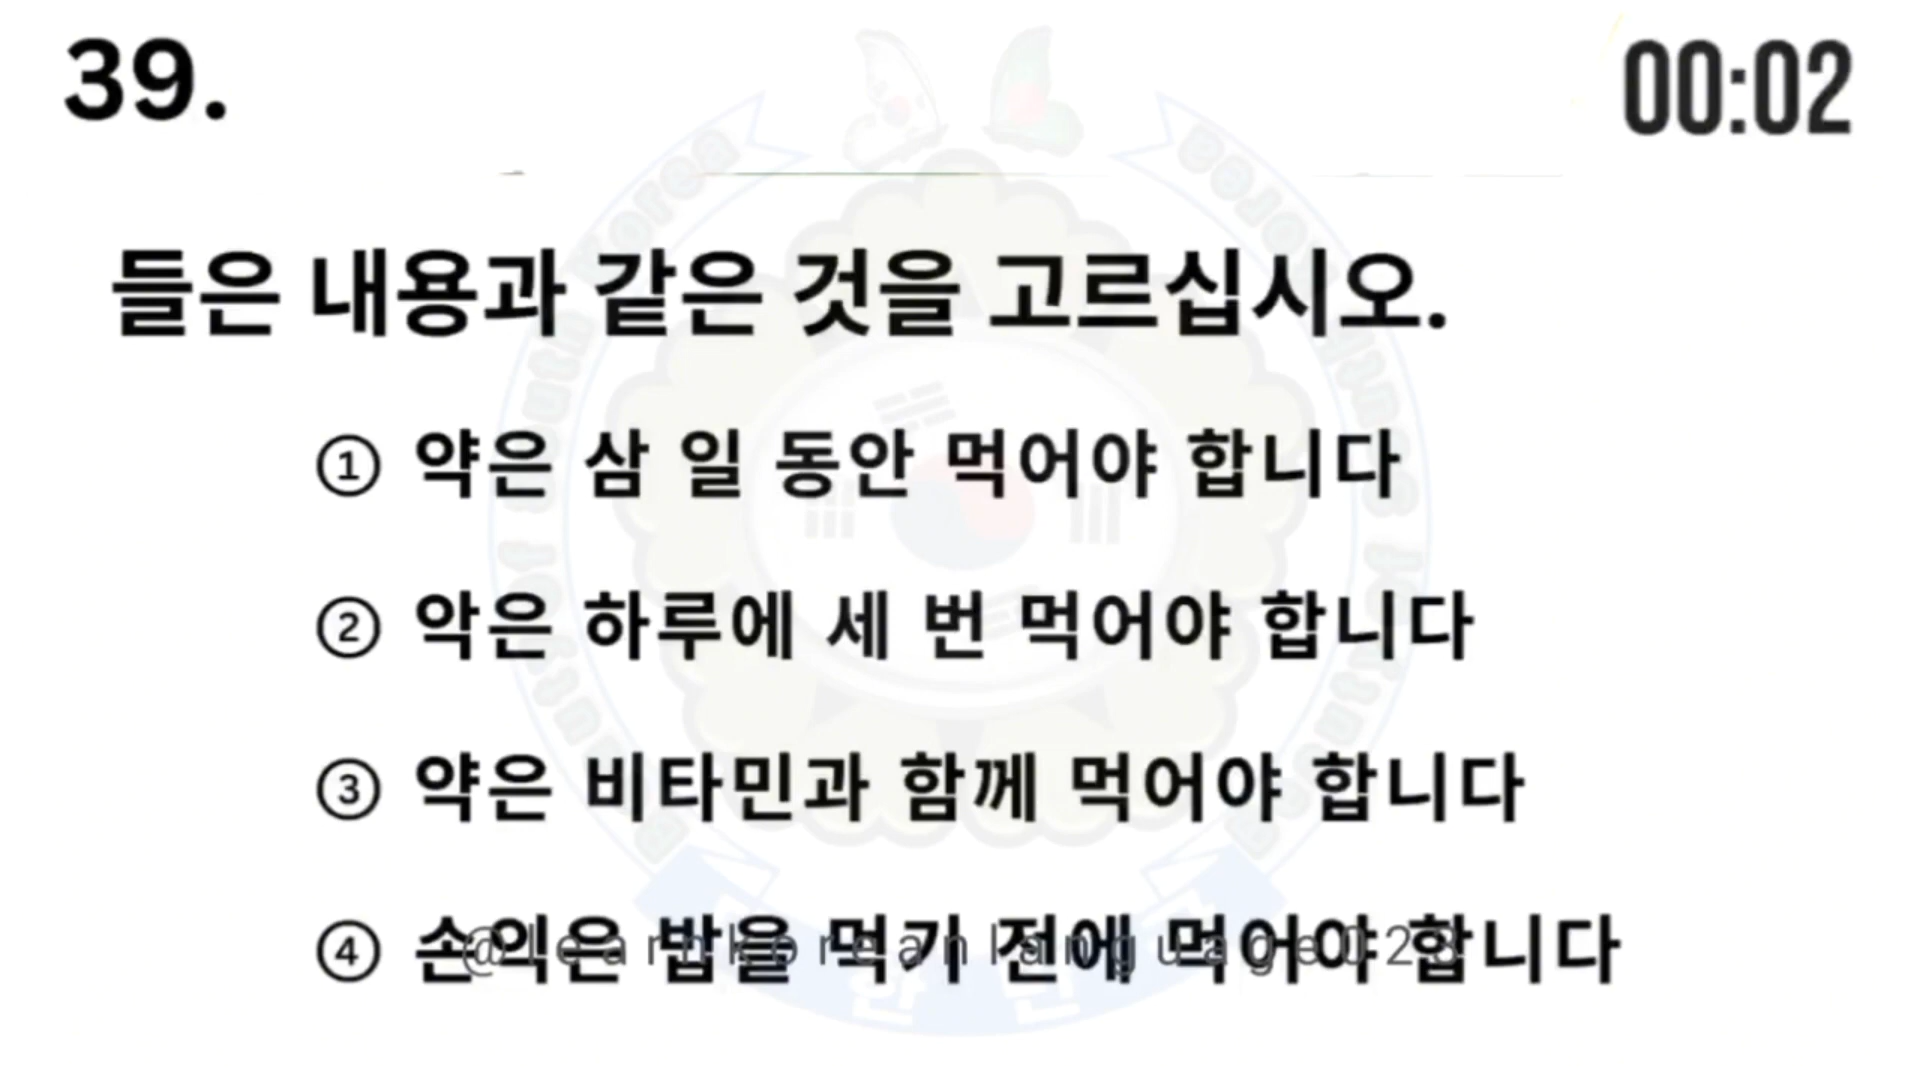 39.
00:02
들은 내용과 같은 것을 고르십시오.
① 약은 삼 일 동안 먹어야 합니다
② 악은 하루에 세 번 먹어야 합니다
③ 약은 비타민과 함께 먹어야 합니다
④ 손익은 밥을 먹기 전에 먹어야 합니다
@learnkoreanlanguage023